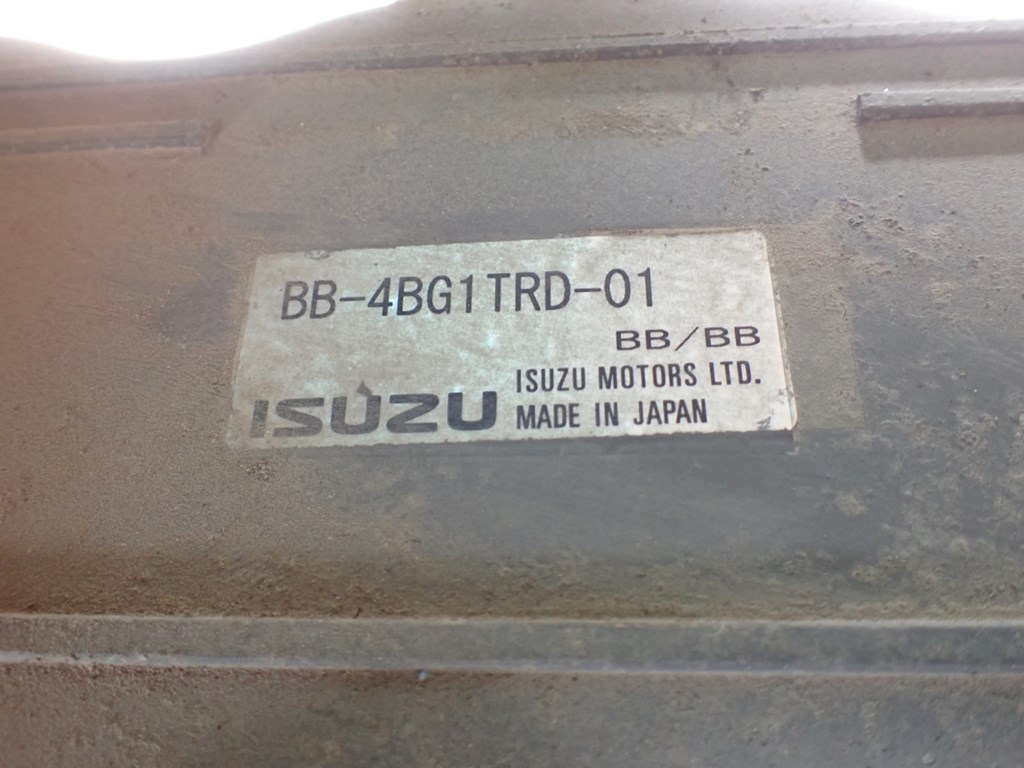 BB-4BG1TRD-01
BB/BB
ISUZU MOTORS LTD.
ISUZU MADE IN JAPAN